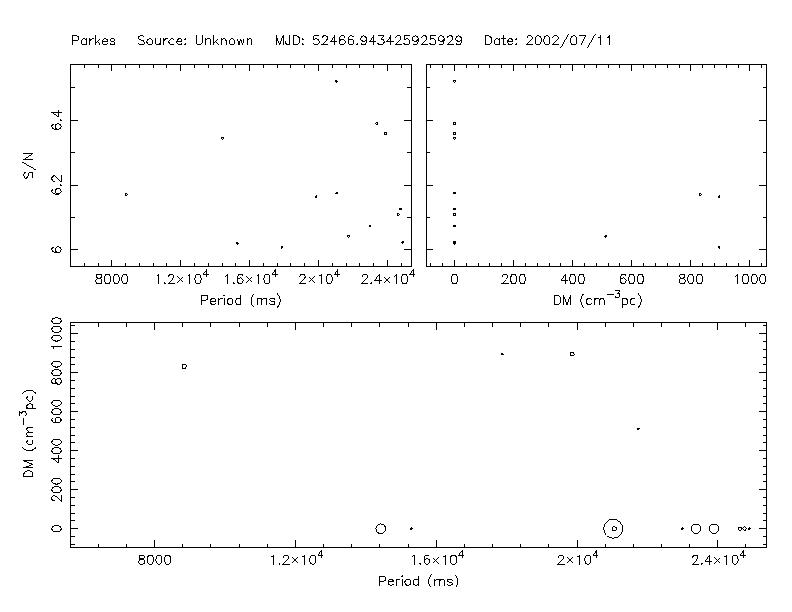 Parkes Source: Unknown MJD: 52466.943425925929 Date: 2002/07/11
S/N
6.4
6.2
6
8000 1.2×10⁴ 1.6×10⁴ 2×10⁴ 2.4×10⁴
Period (ms)
0 200 400 600 800 1000
DM (cm⁻³pc)
DM (cm⁻³pc)
1000
800
600
400
200
0
8000 1.2×10⁴ 1.6×10⁴ 2×10⁴ 2.4×10⁴
Period (ms)